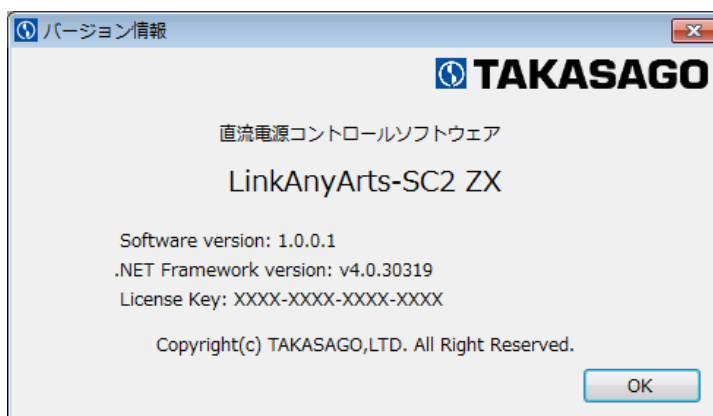 バージョン情報
TAKASAGO
直流電源コントロールソフトウェア
LinkAnyArts-SC2 ZX
Software version: 1.0.0.1
.NET Framework version: v4.0.30319
License Key: XXXX-XXXX-XXXX-XXXX
Copyright(c) TAKASAGO,LTD. All Right Reserved.
OK